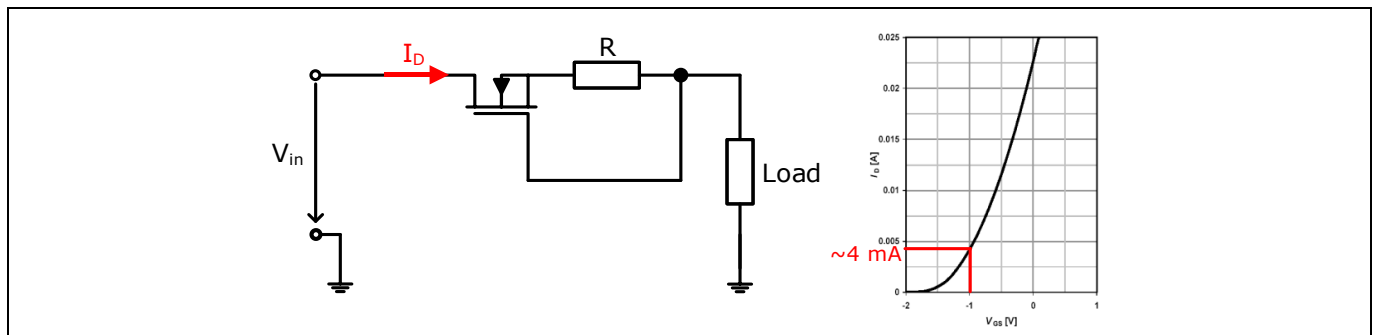 I_D
R
V_in
Load
0.025
0.02
0.015
0.01
0.005
0
~4 mA
I_D [A]
-2 -1 0 1
V_GS [V]